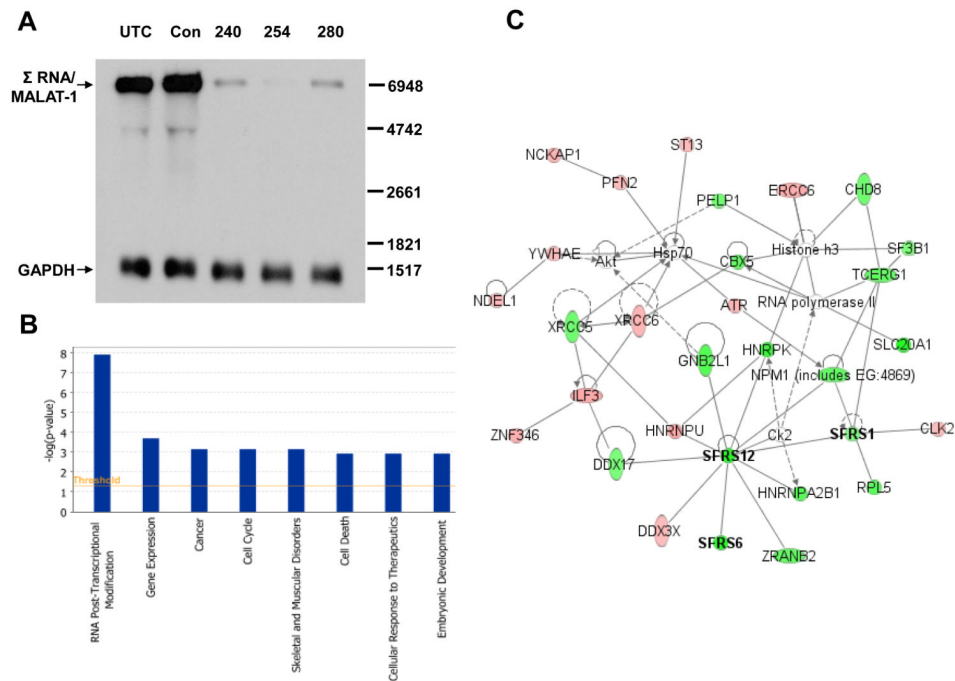 A
UTC Con 240 254 280
Σ RNA/
MALAT-1
6948
4742
2661
1821
1517
GAPDH
B
-log(p-value)
8
7
6
5
4
3
2
1
0
Threshold
RNA Post-Transcriptional
Modification
Gene Expression
Cancer
Cell Cycle
Skeletal and Muscular Disorders
Cell Death
Cellular Response to Therapeutics
Embryonic Development
C
ST13
NCKAP1
PFN2
ERCC6
CHD8
PELP1
YWHAE
Akt
Hsp70
CBX5
Histone h3
SF3B1
TCERG1
NDEL1
RNA polymerase II
ATR
XRCC5
XRCC6
SLC20A1
GNB2L1
HNRPK
NPM1 (includes EG:4869)
ILF3
ZNF346
HNRNPU
Ck2
SFRS1
CLK2
SFRS12
DDX17
HNRNPA2B1
RPL5
DDX3X
SFRS6
ZRANB2